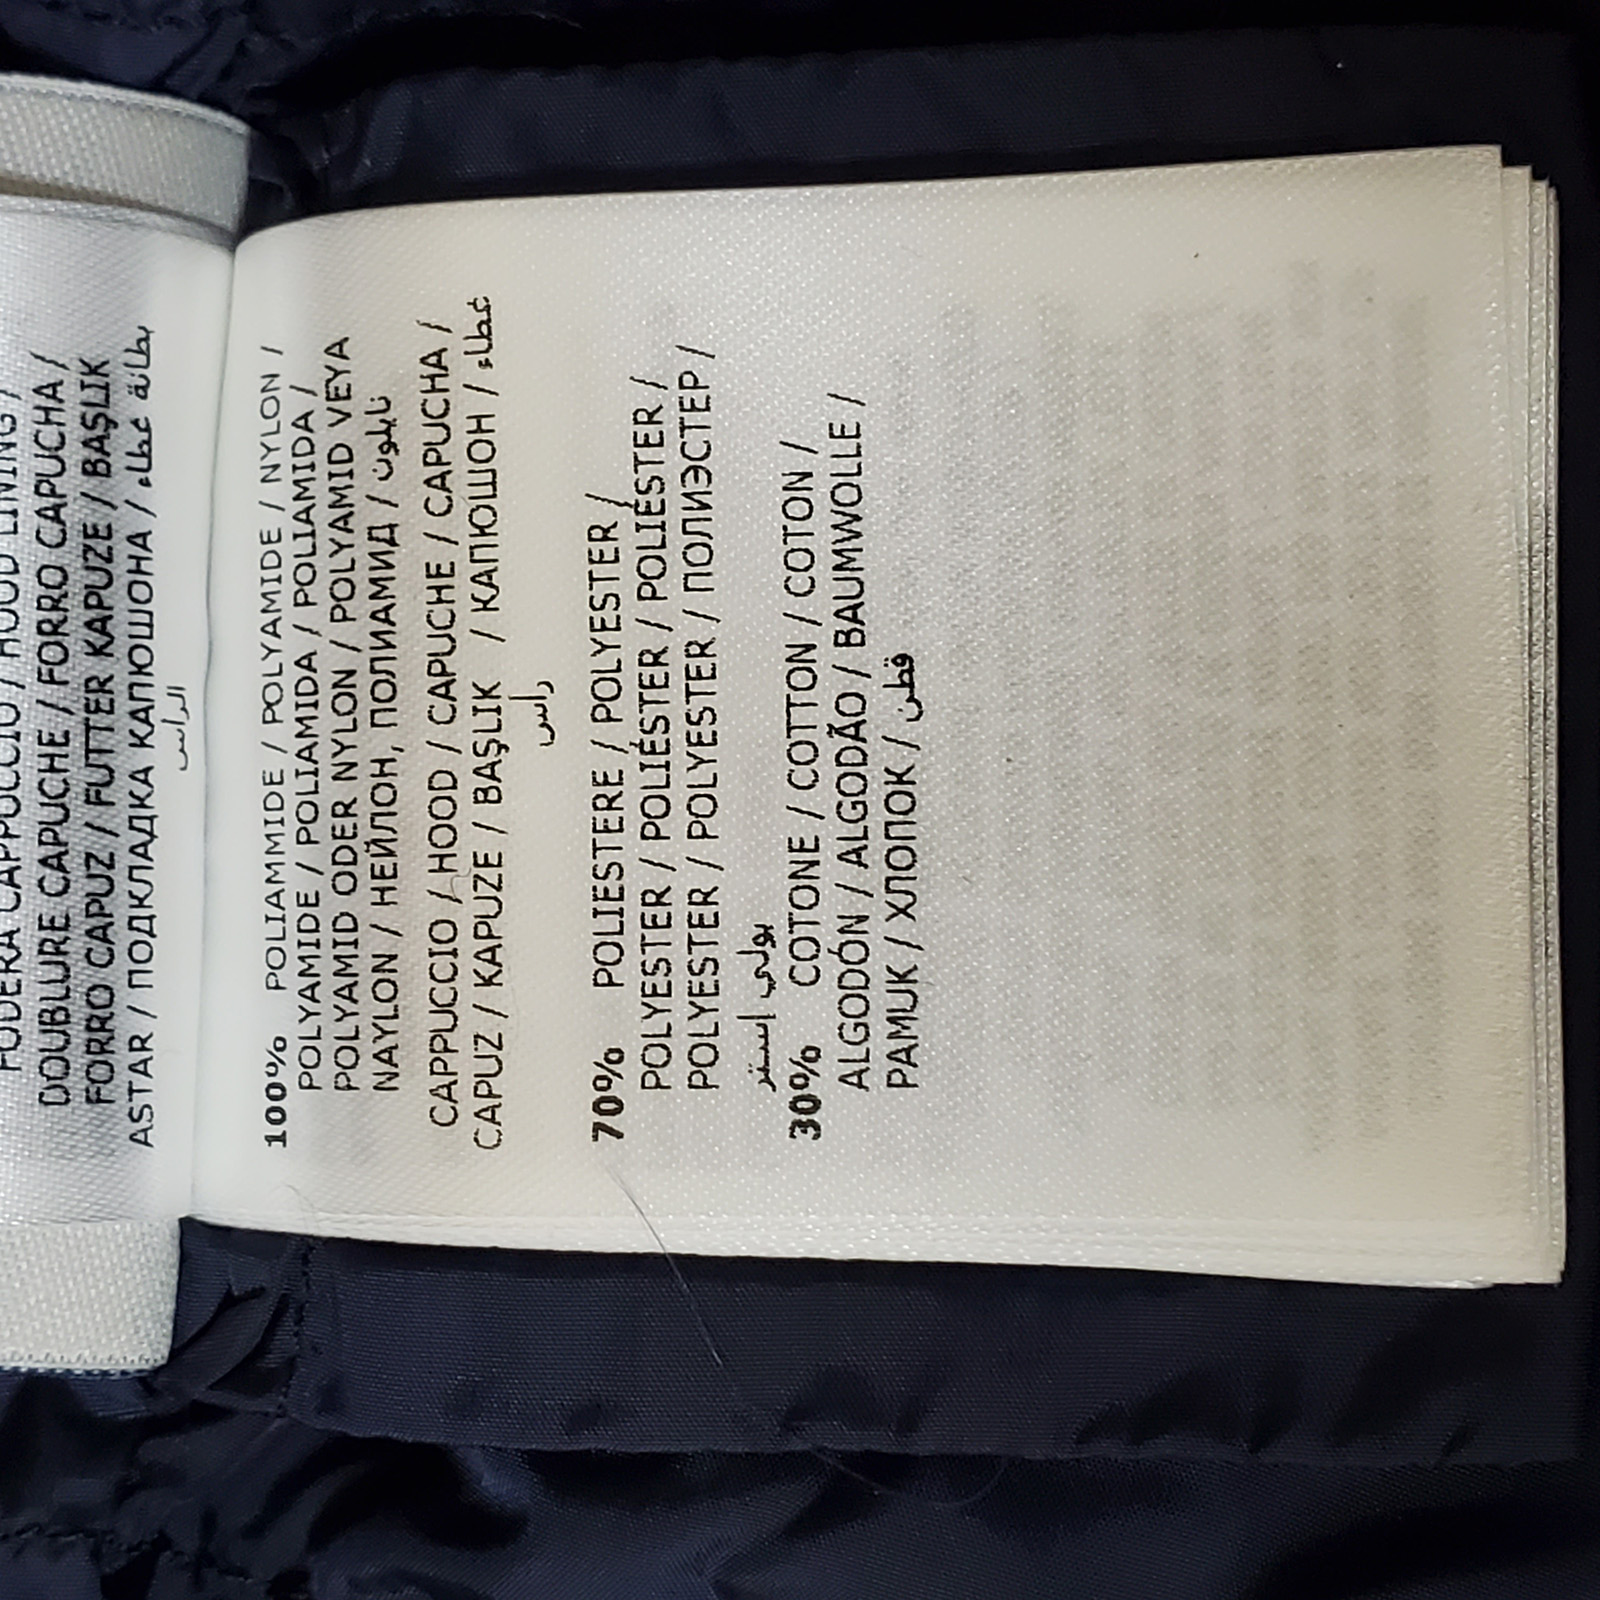 FODERA CAPPUCCIO / HOOD LINING /
DOUBLURE CAPUCHE / FORRO CAPUCHA /
FORRO CAPUZ / FUTTER KAPUZE / BAŞLIK
ASTAR / ПОДКЛАДКА КАПЮШОНА / بطانة غطاء
الرأس
100% POLIAMMIDE / POLYAMIDE / NYLON /
POLYAMIDE / POLIAMIDA / POLIAMIDA /
POLYAMID ODER NYLON / POLYAMID VEYA
NAYLON / НЕЙЛОН, ПОЛИАМИД / نايلون
CAPPUCCIO / HOOD / CAPUCHE / CAPUCHA /
CAPUZ / KAPUZE / BAŞLIK / КАПЮШОН / غطاء
رأس
70% POLIESTERE / POLYESTER /
POLYESTER / POLIÉSTER / POLIÉSTER /
POLYESTER / POLYESTER / ПОЛИЭСТЕР /
بولي إستر
30% COTONE / COTTON / COTON /
ALGODÓN / ALGODÃO / BAUMWOLLE /
PAMUK / ХЛОПОК / قطن